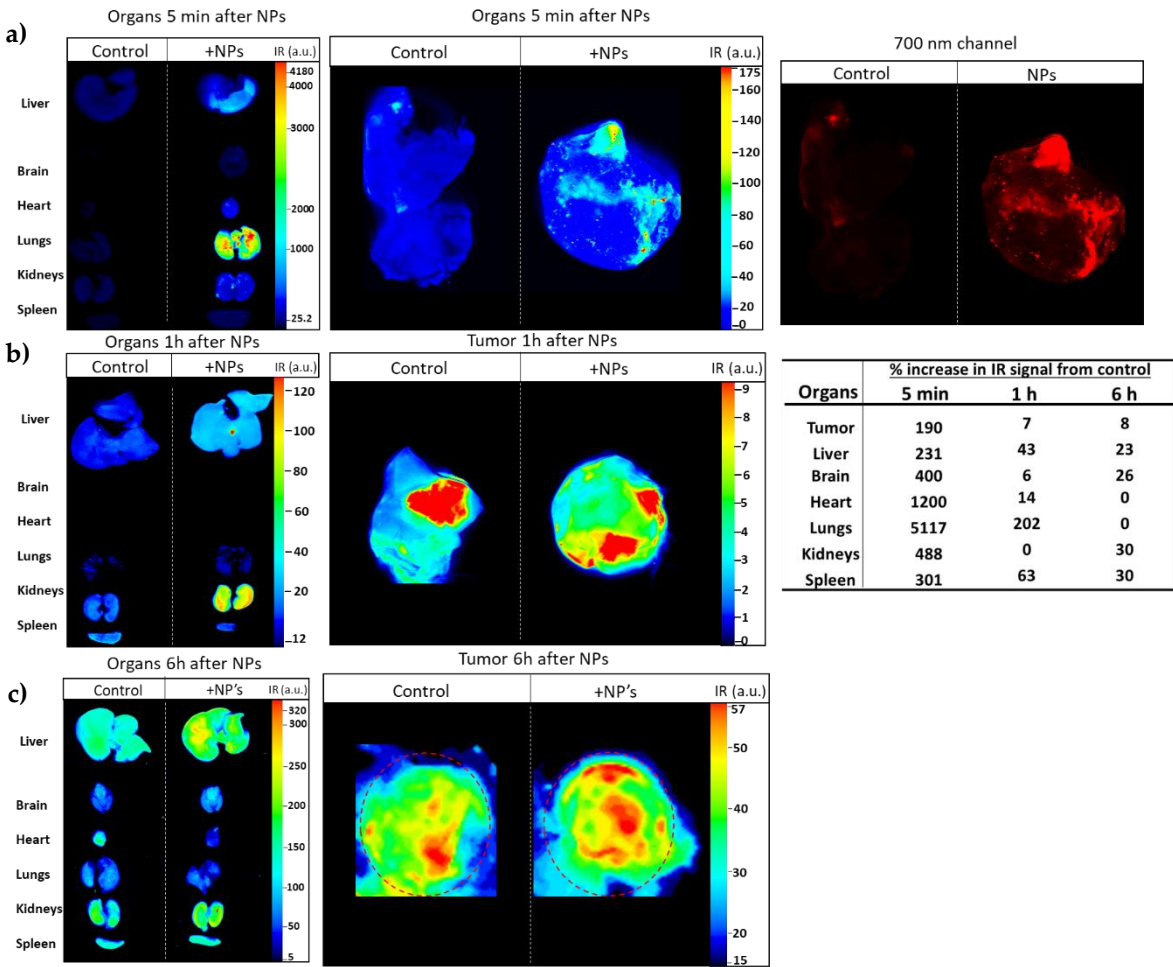 a)
Organs 5 min after NPs
Control +NPs IR (a.u.)
4180
4000
3000
2000
1000
25.2
Liver
Brain
Heart
Lungs
Kidneys
Spleen
Organs 5 min after NPs
Control +NPs IR (a.u.)
175
160
140
120
100
80
60
40
20
0
700 nm channel
Control NPs
b)
Organs 1h after NPs
Control +NPs IR (a.u.)
120
100
80
60
40
20
12
Liver
Brain
Heart
Lungs
Kidneys
Spleen
Tumor 1h after NPs
Control +NPs IR (a.u.)
9
8
7
6
5
4
3
2
1
0
% increase in IR signal from control
Organs 5 min 1 h 6 h
Tumor 190 7 8
Liver 231 43 23
Brain 400 6 26
Heart 1200 14 0
Lungs 5117 202 0
Kidneys 488 0 30
Spleen 301 63 30
c)
Organs 6h after NPs
Control +NP's IR (a.u.)
320
300
250
200
150
100
50
5
Liver
Brain
Heart
Lungs
Kidneys
Spleen
Tumor 6h after NPs
Control +NP's IR (a.u.)
57
50
40
30
20
15